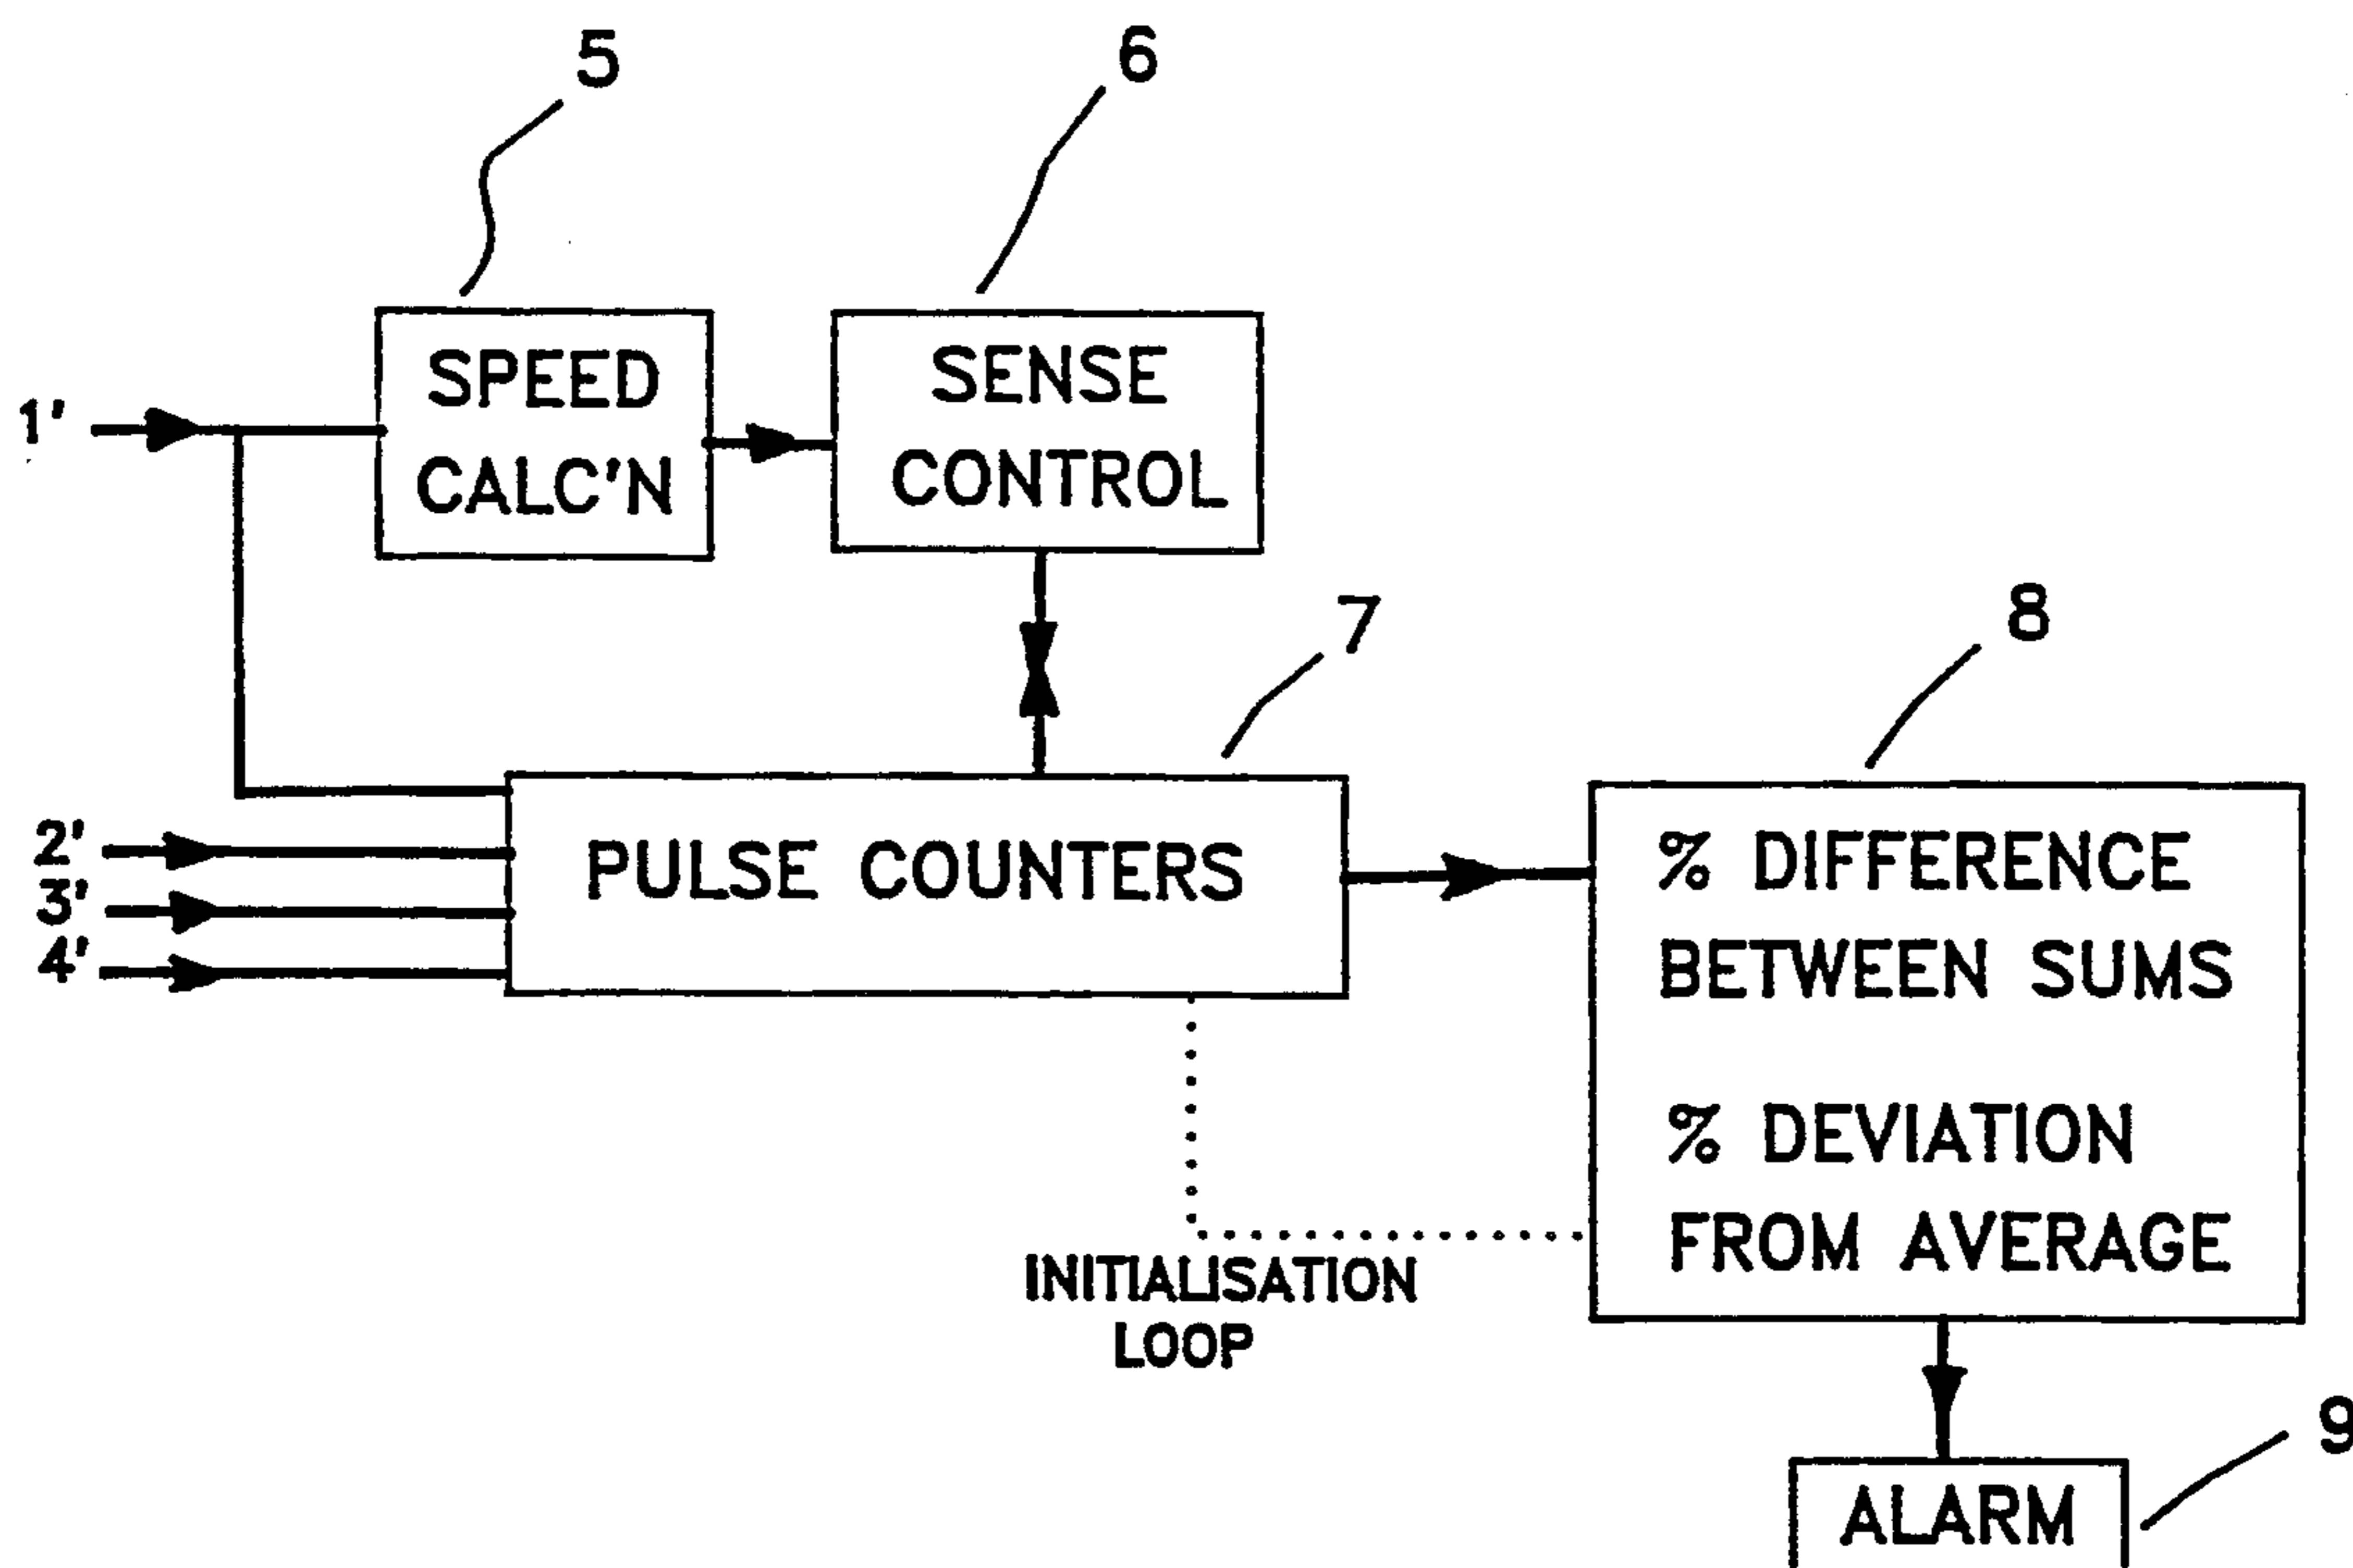 5
6
SPEED
CALC'N
SENSE
CONTROL
1'
7
8
2'
3'
4'
PULSE COUNTERS
% DIFFERENCE
BETWEEN SUMS
% DEVIATION
FROM AVERAGE
INITIALISATION
LOOP
9
ALARM